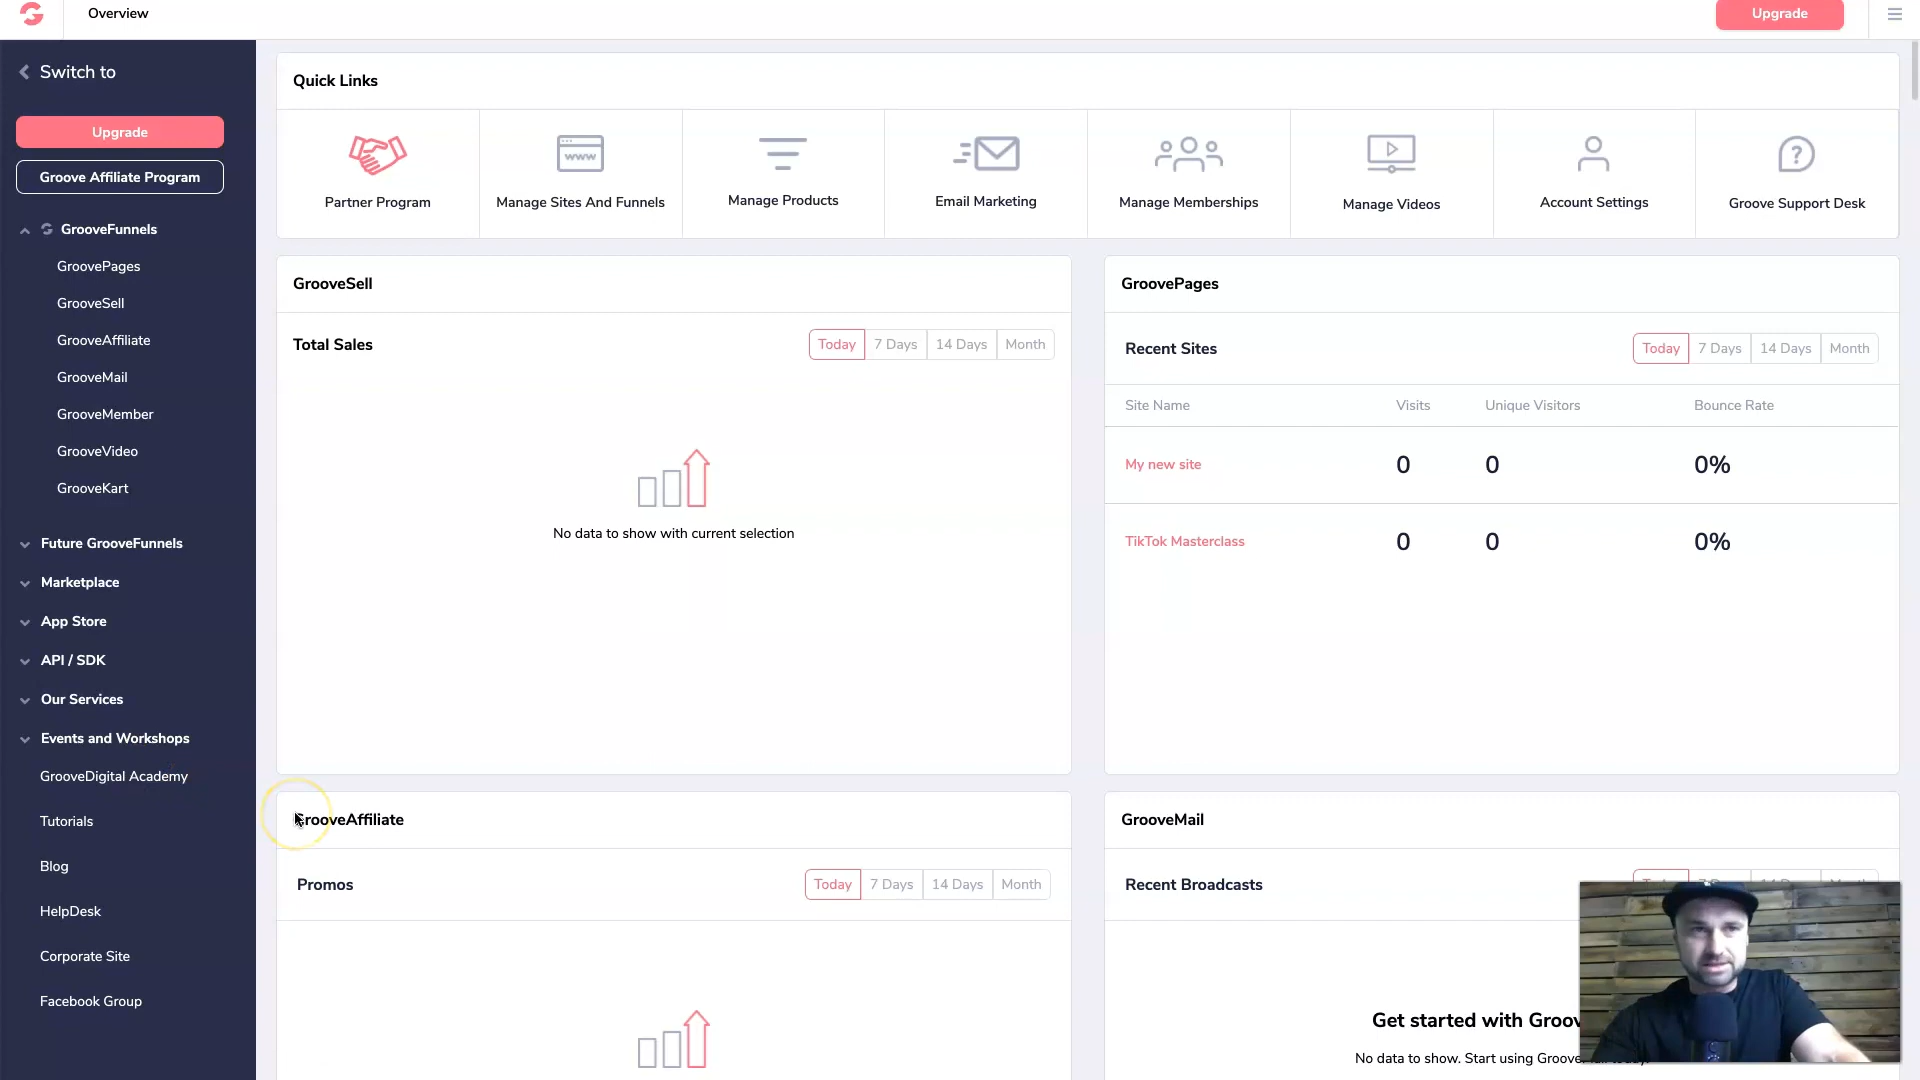 Overview
Upgrade
Switch to
Upgrade
Groove Affiliate Program
GrooveFunnels
GroovePages
GrooveSell
GrooveAffiliate
GrooveMail
GrooveMember
GrooveVideo
GrooveKart
Future GrooveFunnels
Marketplace
App Store
API / SDK
Our Services
Events and Workshops
GrooveDigital Academy
Tutorials
Blog
HelpDesk
Corporate Site
Facebook Group
Quick Links
Partner Program
www
Manage Sites And Funnels
Manage Products
Email Marketing
Manage Memberships
Manage Videos
?
Account Settings
Groove Support Desk
GrooveSell
Total Sales
Today 7 Days 14 Days Month
No data to show with current selection
GroovePages
Recent Sites
Today 7 Days 14 Days Month
Site Name Visits Unique Visitors Bounce Rate
My new site 0 0 0%
TikTok Masterclass 0 0 0%
GrooveAffiliate
Promos
Today 7 Days 14 Days Month
GrooveMail
Recent Broadcasts
Get started with
No data to show. Start using